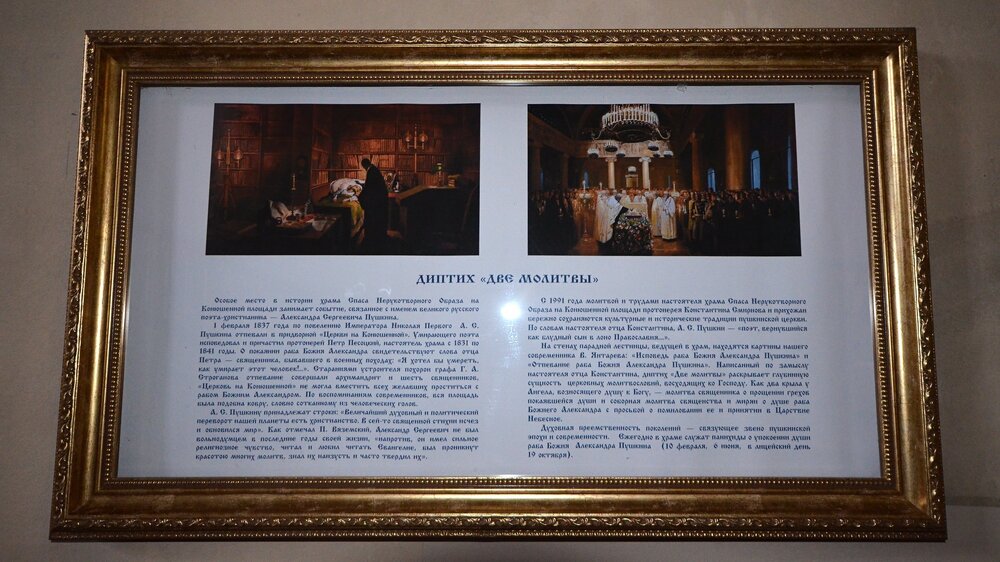 ДИПТИХ «ДВЕ МОЛИТВЫ»
Особое место в истории храма Спаса Нерукотворного Образа на
Конюшенной площади занимает событие, связанное с именем великого русского
поэта-христианина — Александра Сергеевича Пушкина.
1 февраля 1837 года по повелению Императора Николая Первого А. С.
Пушкина отпевали в придворной «Церкви на Конюшенной». Умирающего поэта
исповедовал и причастил протоиерей Петр Песоцкий, настоятель храма с 1831 по
1841 годы. О покаянии раба Божия Александра свидетельствуют слова отца
Петра — священника, бывавшего в военных походах: «Я хотел бы умереть,
как умирает этот человек!..». Стараниями устроителя похорон графа Г. А.
Строганова отпевание совершали архимандрит и шесть священников.
«Церковь на Конюшенной» не могла вместить всех желавших проститься с
рабом Божиим Александром. По воспоминаниям современников, вся площадь
была подобна ковру, словно сотканному из человеческих голов.
А. С. Пушкину принадлежат строки: «Величайший духовный и политический
переворот нашей планеты есть христианство. В сей-то священной стихии исчез
и обновился мир». Как отмечал П. Вяземский, Александр Сергеевич не был
вольнодумцем в последние годы своей жизни, «напротив, он имел сильное
религиозное чувство, читал и любил читать Евангелие, был проникнут
красотою многих молитв, знал их наизусть и часто твердил их».
С 1991 года молитвой и трудами настоятеля храма Спаса Нерукотворного
Образа на Конюшенной площади протоиерея Константина Смирнова и прихожан
бережно сохраняются культурные и исторические традиции пушкинской церкви.
По словам настоятеля отца Константина, А. С. Пушкин — «поэт, вернувшийся
как блудный сын в лоно Православия...».
На стенах парадной лестницы, ведущей в храм, находятся картины нашего
современника В. Янтарева: «Исповедь раба Божия Александра Пушкина» и
«Отпевание раба Божия Александра Пушкина». Написанный по замыслу
настоятеля отца Константина, диптих «Две молитвы» раскрывает глубинную
сущность церковных молитвословий, восходящих ко Господу. Как два крыла у
Ангела, возносящего душу к Богу, — молитва священника о прощении грехов
покаявшейся души и соборная молитва священства и мирян о душе раба
Божиего Александра с просьбой о помиловании ее и принятии в Царствие
Небесное.
Духовная преемственность поколений — связующее звено пушкинской
эпохи и современности. Ежегодно в храме служат панихиды о упокоении души
раба Божия Александра Пушкина (10 февраля, 6 июня, в лицейский день
19 октября).